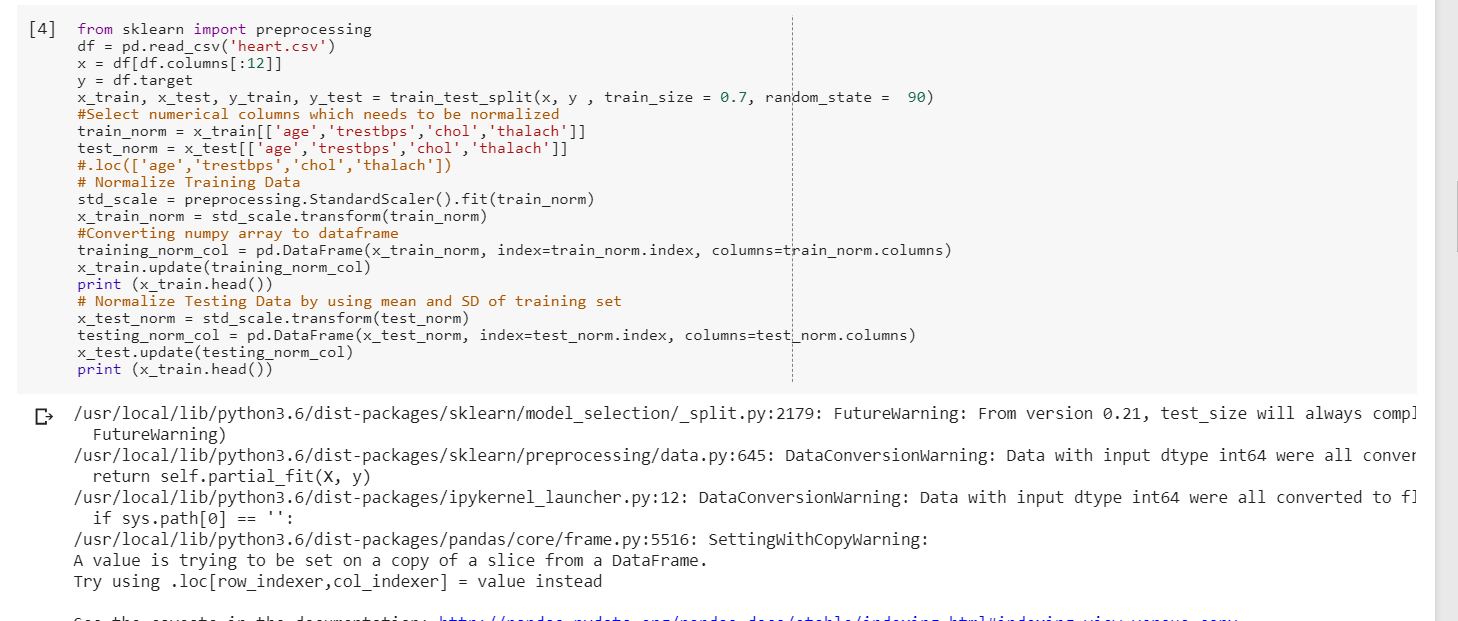 [4] from sklearn import preprocessing
df = pd.read_csv('heart.csv')
x = df[df.columns[:12]]
y = df.target
x_train, x_test, y_train, y_test = train_test_split(x, y , train_size = 0.7, random_state =  90)
#Select numerical columns which needs to be normalized
train_norm = x_train[['age','trestbps','chol','thalach']]
test_norm = x_test[['age','trestbps','chol','thalach']]
#.loc(['age','trestbps','chol','thalach'])
# Normalize Training Data
std_scale = preprocessing.StandardScaler().fit(train_norm)
x_train_norm = std_scale.transform(train_norm)
#Converting numpy array to dataframe
training_norm_col = pd.DataFrame(x_train_norm, index=train_norm.index, columns=train_norm.columns)
x_train.update(training_norm_col)
print (x_train.head())
# Normalize Testing Data by using mean and SD of training set
x_test_norm = std_scale.transform(test_norm)
testing_norm_col = pd.DataFrame(x_test_norm, index=test_norm.index, columns=test_norm.columns)
x_test.update(testing_norm_col)
print (x_train.head())
/usr/local/lib/python3.6/dist-packages/sklearn/model_selection/_split.py:2179: FutureWarning: From version 0.21, test_size will always compl
FutureWarning)
/usr/local/lib/python3.6/dist-packages/sklearn/preprocessing/data.py:645: DataConversionWarning: Data with input dtype int64 were all conver
return self.partial_fit(X, y)
/usr/local/lib/python3.6/dist-packages/ipykernel_launcher.py:12: DataConversionWarning: Data with input dtype int64 were all converted to fl
if sys.path[0] == '':
/usr/local/lib/python3.6/dist-packages/pandas/core/frame.py:5516: SettingWithCopyWarning:
A value is trying to be set on a copy of a slice from a DataFrame.
Try using .loc[row_indexer,col_indexer] = value instead